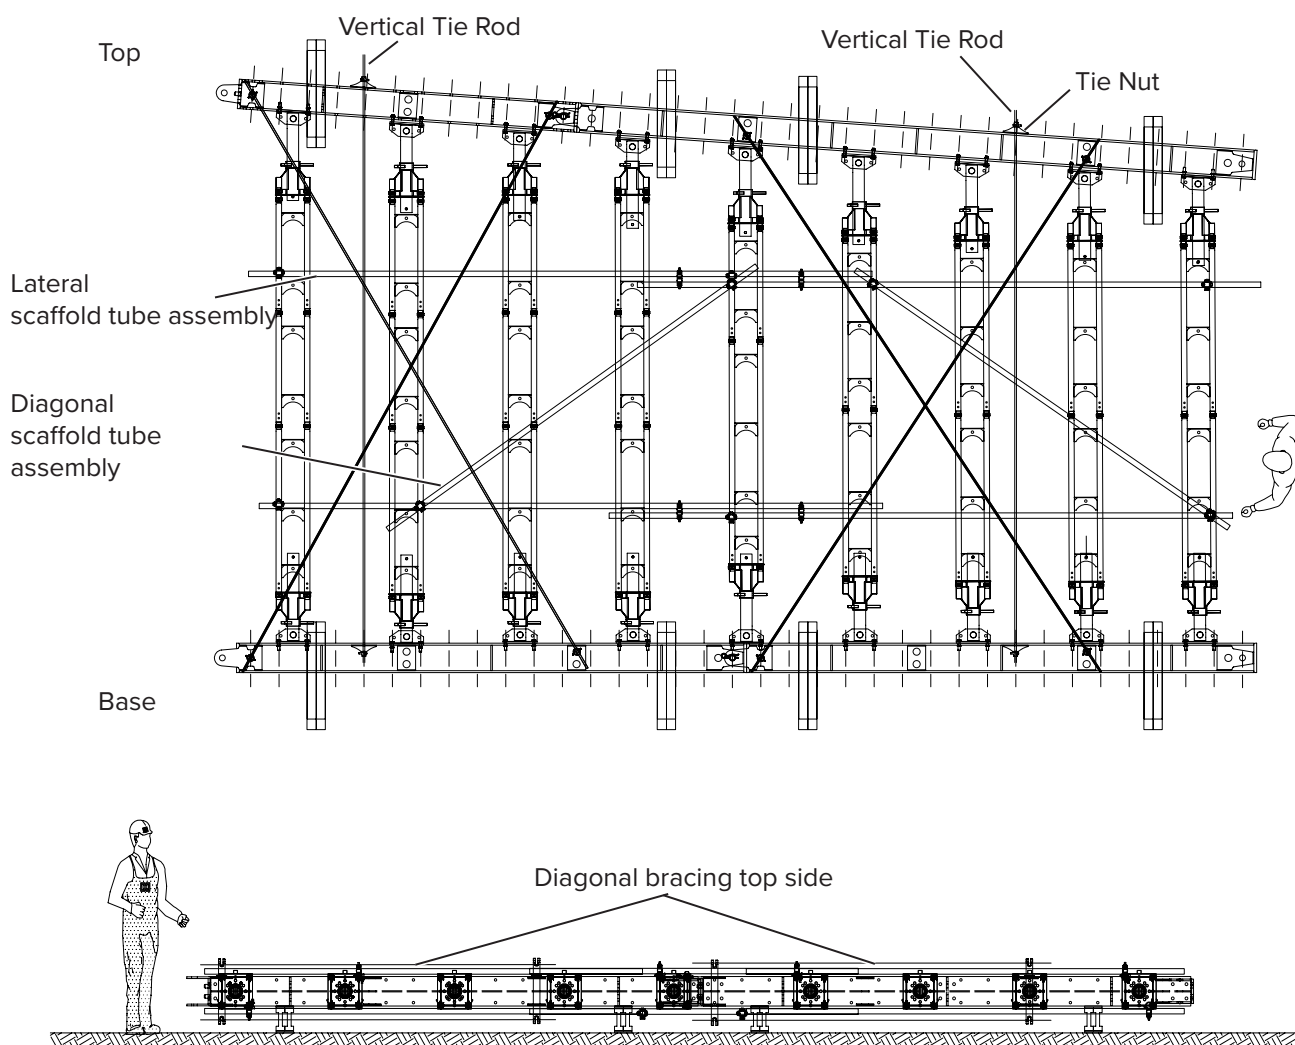 Vertical Tie Rod
Top
Vertical Tie Rod
Tie Nut
Lateral
scaffold tube assembly
Diagonal
scaffold tube
assembly
Base
Diagonal bracing top side